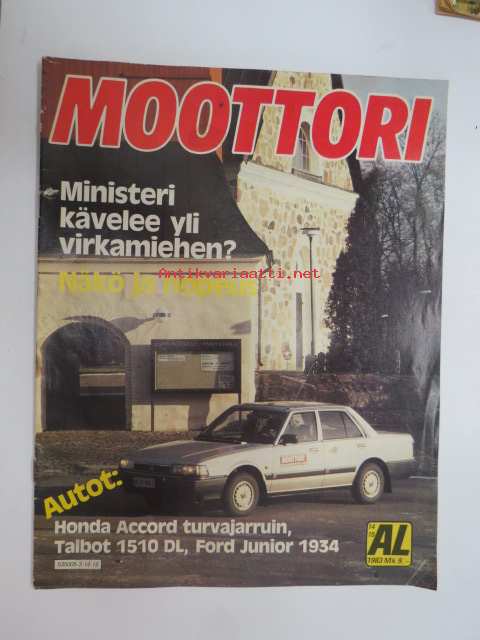 MOOTTORI
Ministeri
kävelee yli
virkamiehen?
Näkö ja nopeus
Antikvariaatti.net
MOOTTORI
Autot:
Honda Accord turvajarruin,
Talbot 1510 DL, Ford Junior 1934
AL